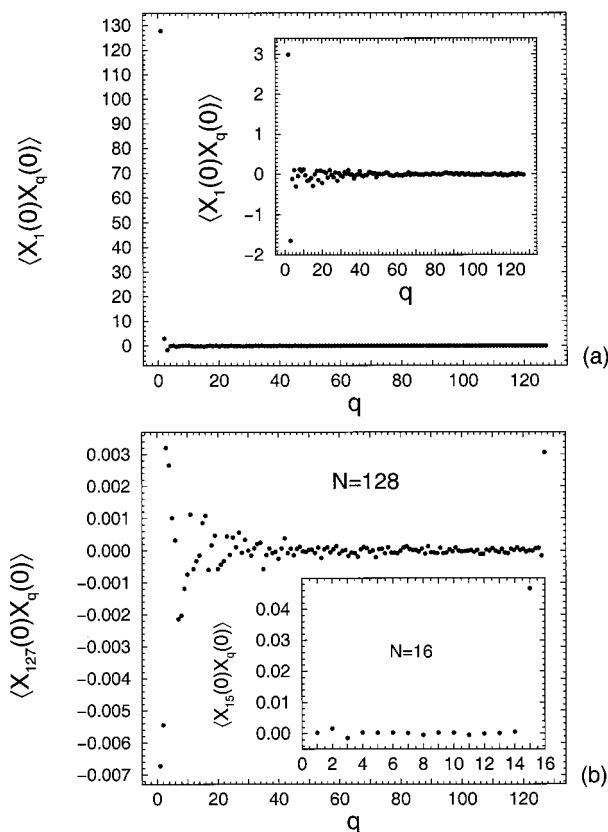 130
120
110
100
90
80
70
60
50
40
30
20
10
0
⟨X₁(0)X_q(0)⟩
0 20 40 60 80 100 120
q
3
2
1
0
−1
−2
⟨X₁(0)X_q(0)⟩
0 20 40 60 80 100 120
q
(a)
0.003
0.002
0.001
0.000
−0.001
−0.002
−0.003
−0.004
−0.005
−0.006
−0.007
⟨X₁₂₇(0)X_q(0)⟩
N=128
0 20 40 60 80 100 120
q
0.04
0.03
0.02
0.01
0.00
⟨X₁₅(0)X_q(0)⟩
N=16
0 2 4 6 8 10 12 14 16
(b)